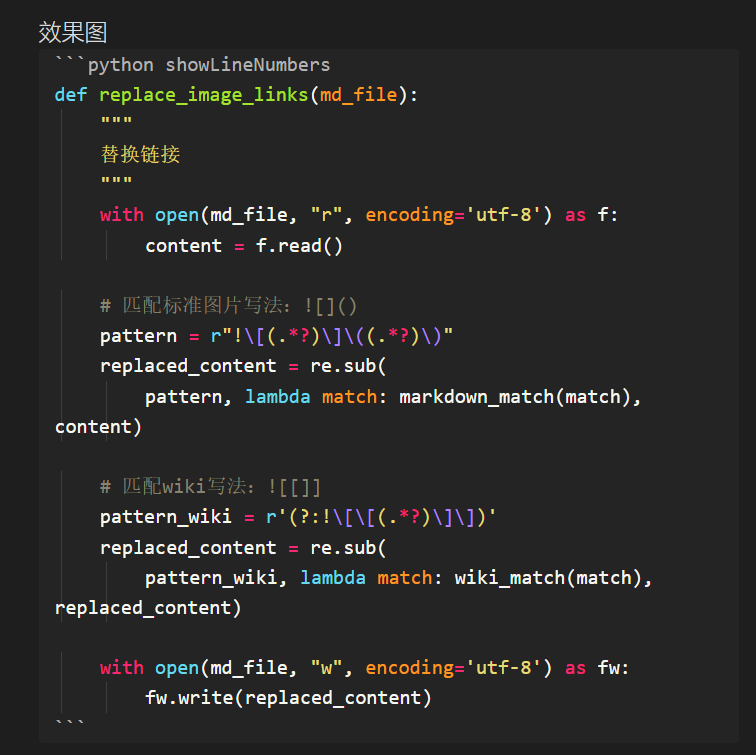 效果图
```python showLineNumbers
def replace_image_links(md_file):
    """
    替换链接
    """
    with open(md_file, "r", encoding='utf-8') as f:
        content = f.read()

    # 匹配标准图片写法：![]()
    pattern = r"!\[(.*?)\]\((.*?)\)"
    replaced_content = re.sub(
        pattern, lambda match: markdown_match(match),
content)

    # 匹配wiki写法：![[]]
    pattern_wiki = r'(?:!\[\[(.*?)\]\])'
    replaced_content = re.sub(
        pattern_wiki, lambda match: wiki_match(match),
replaced_content)

    with open(md_file, "w", encoding='utf-8') as fw:
        fw.write(replaced_content)
```